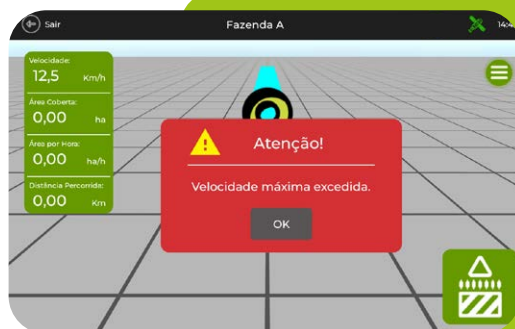 Sair
Fazenda A
Velocidade:
12,5 Km/h
Área Coberta:
0,00 ha
Área por Hora:
0,00 ha/h
Distância Percorrida:
0,00 Km
Atenção!
Velocidade máxima excedida.
OK